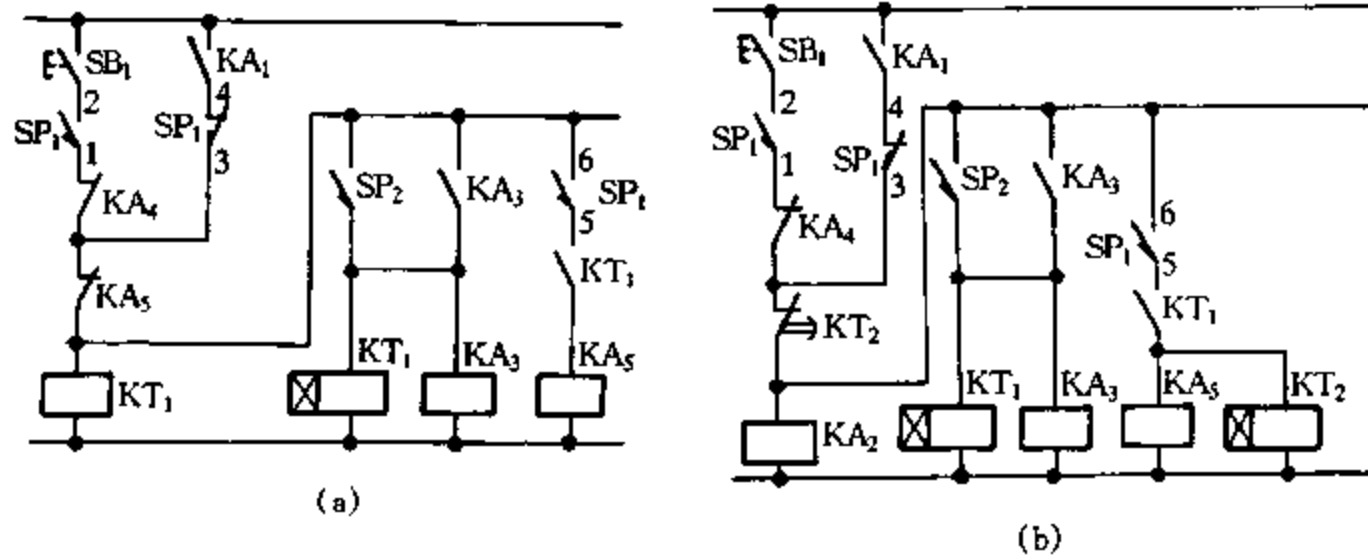 SB₁
KA₁
2
4
SP₁
SP₁
1
3
KA₄
KA₅
KT₁
SP₂
KA₃
6
SP₁
5
KT₁
KT₁
KA₃
KA₅
(a)
SB₁
KA₁
2
4
SP₁
SP₁
1
3
KA₄
KT₂
KA₂
SP₂
KA₃
6
SP₁
5
KT₁
KT₁
KA₃
KA₅
KT₂
(b)